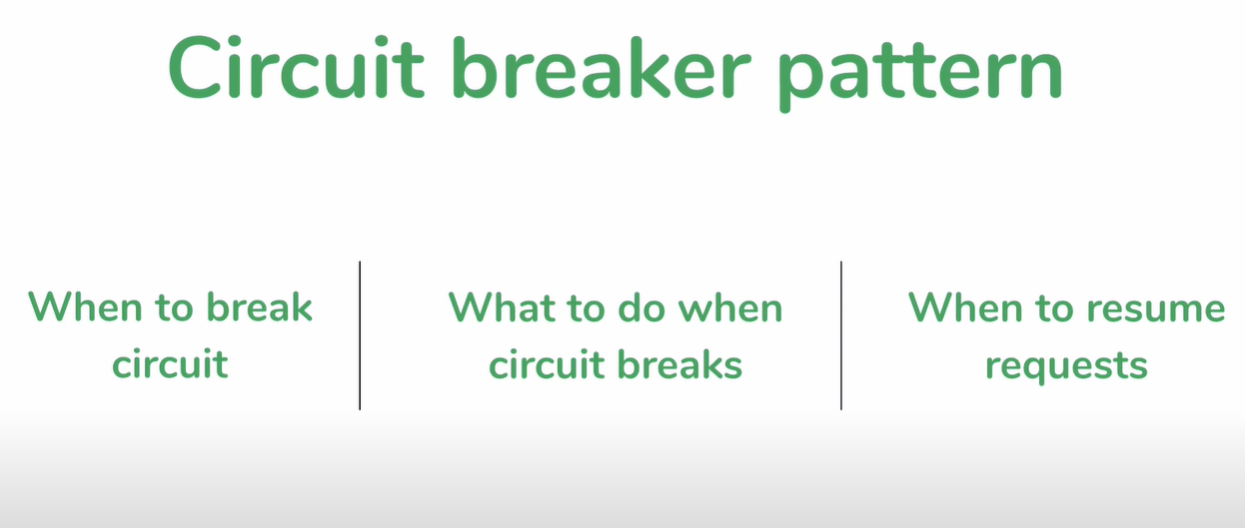 Circuit breaker pattern
When to break
circuit
What to do when
circuit breaks
When to resume
requests